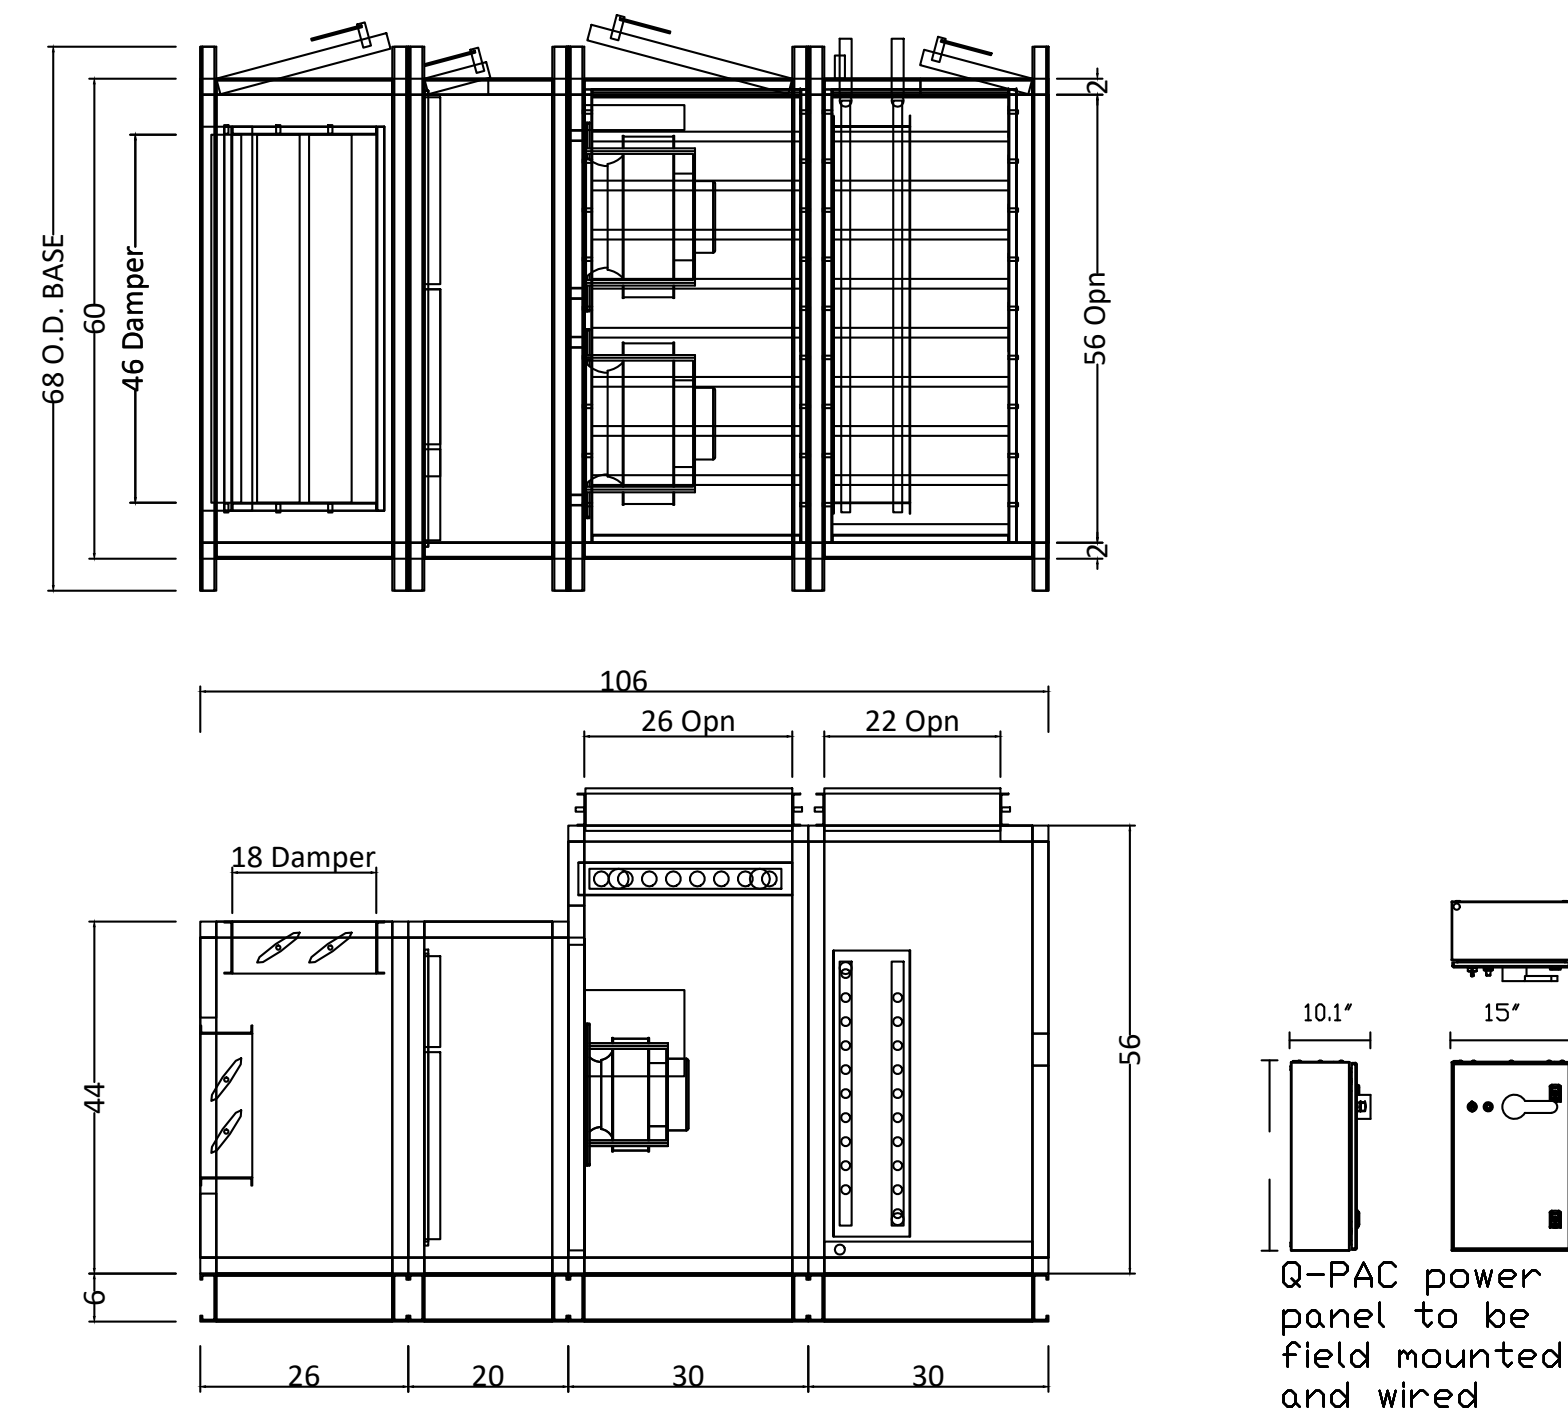 2
68 O.D. BASE
60
46 Damper
56 Opn
2
106
26 Opn
22 Opn
18 Damper
44
56
6
26
20
30
30
10.1"
15"
Q-PAC power
panel to be
field mounted
and wired